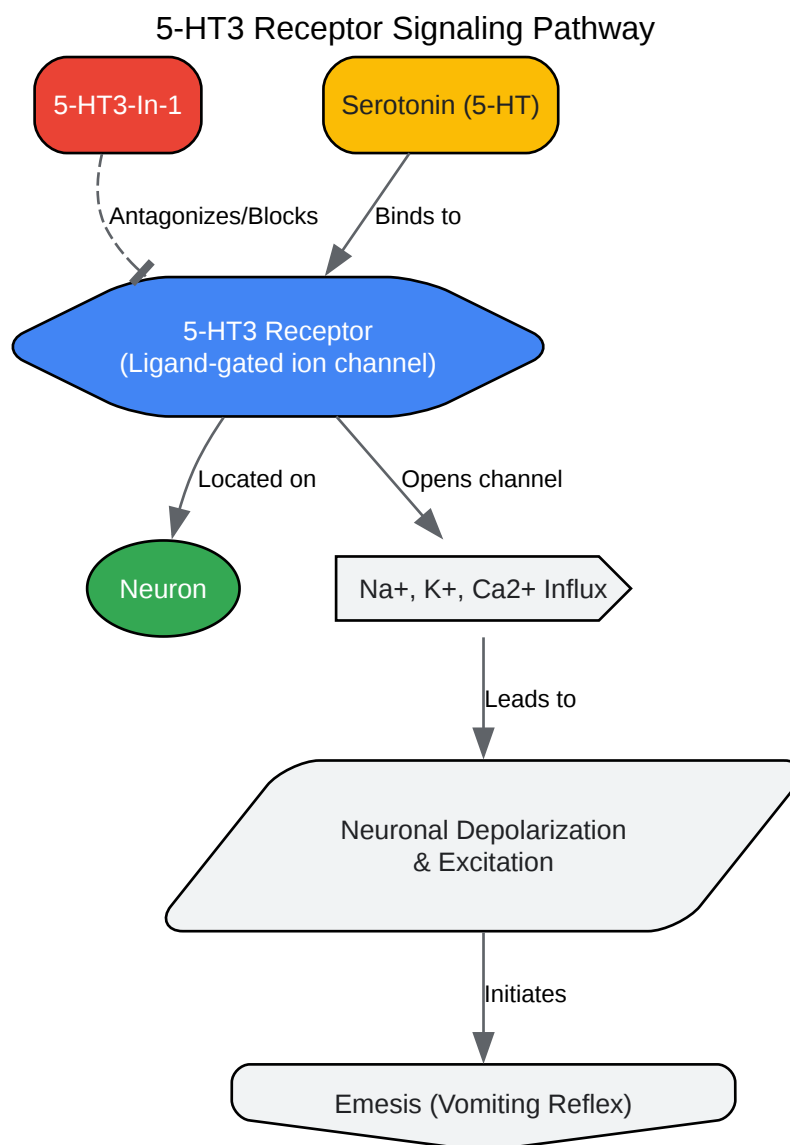 5-HT3 Receptor Signaling Pathway
5-HT3-In-1
Serotonin (5-HT)
Antagonizes/Blocks
Binds to
5-HT3 Receptor
(Ligand-gated ion channel)
Located on
Opens channel
Neuron
Na+, K+, Ca2+ Influx
Leads to
Neuronal Depolarization
& Excitation
Initiates
Emesis (Vomiting Reflex)